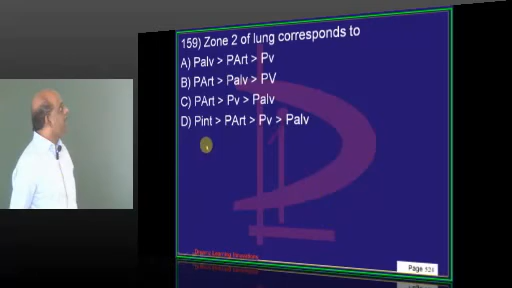 159) Zone 2 of lung corresponds to
A) Palv > PArt > Pv
B) PArt > Palv > PV
C) PArt > Pv > Palv
D) Pint > PArt > Pv > Palv
Page 124